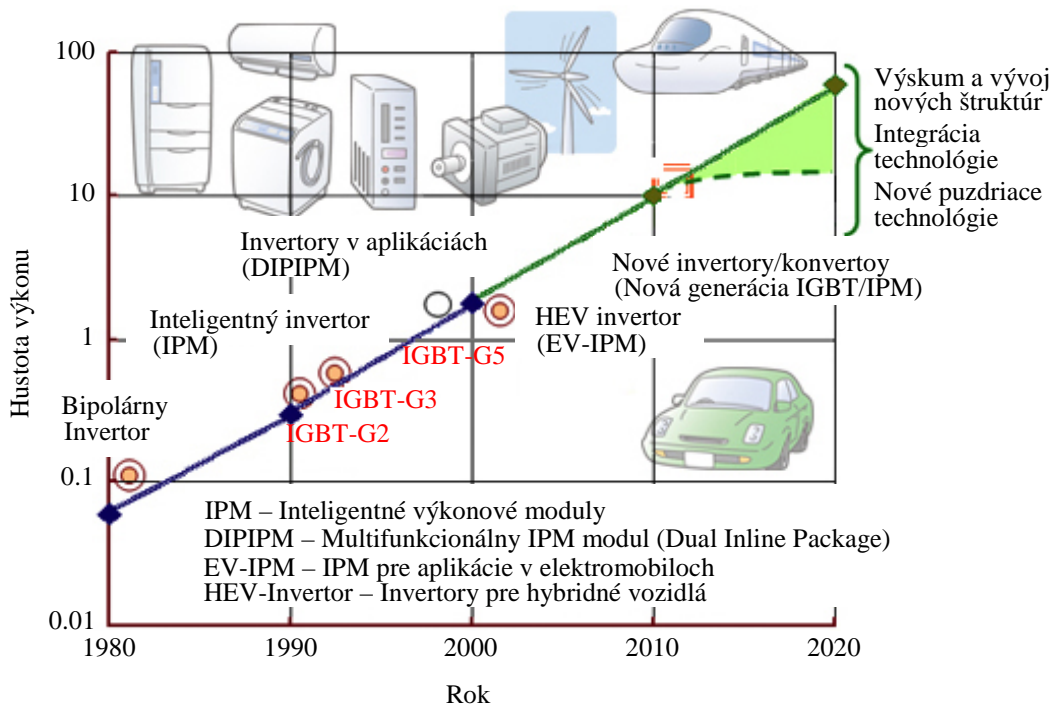 100
10
1
0.1
0.01
Hustota výkonu
1980
1990
2000
2010
2020
Rok
Výskum a vývoj
nových štruktúr
Integrácia
technológie
Nové puzdriace
technológie
Invertory v aplikáciách
(DIPIPM)
Nové invertory/konvertoy
(Nová generácia IGBT/IPM)
Inteligentný invertor
(IPM)
HEV invertor
(EV-IPM)
IGBT-G5
IGBT-G3
IGBT-G2
Bipolárny
Invertor
IPM – Inteligentné výkonové moduly
DIPIPM – Multifunkcionálny IPM modul (Dual Inline Package)
EV-IPM – IPM pre aplikácie v elektromobiloch
HEV-Invertor – Invertory pre hybridné vozidlá